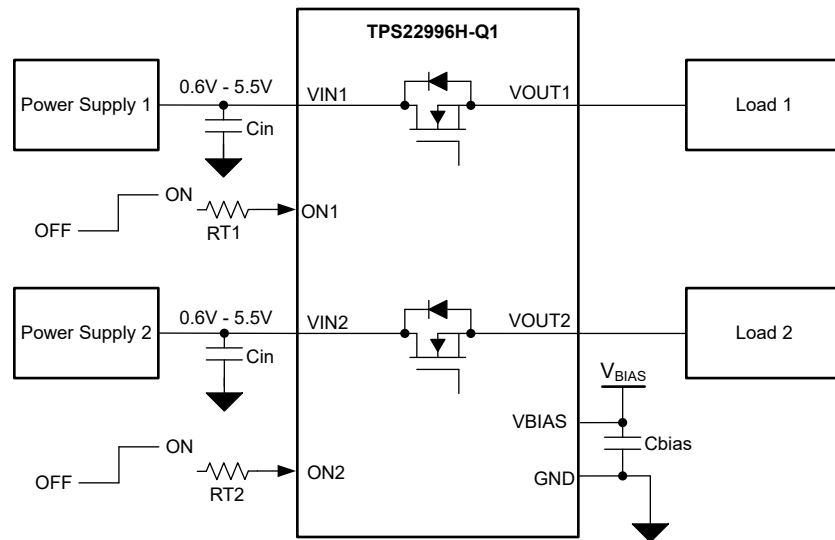 TPS22996H-Q1
Power Supply 1
0.6V - 5.5V
VIN1
VOUT1
Load 1
Cin
ON
OFF
RT1
ON1
Power Supply 2
0.6V - 5.5V
VIN2
VOUT2
Load 2
Cin
VBIAS
VBIAS
Cbias
ON
OFF
RT2
ON2
GND